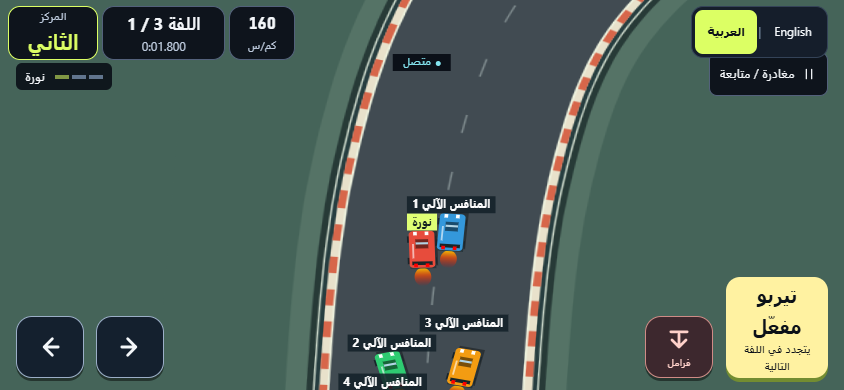 المركز
الثاني
اللفة 3 / 1
0:01.800
160
كم/س
نورة
متصل
العربية | English
مغادرة / متابعة
المنافس الآلي 1
نورة
المنافس الآلي 3
المنافس الآلي 2
المنافس الآلي 4
فرامل
تيربو
مفعّل
يتجدد في اللفة
التالية